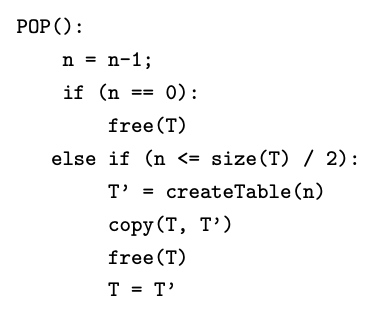 POP():
n = n-1;
if (n == 0):
free(T)
else if (n <= size(T) / 2):
T' = createTable(n)
copy(T, T')
free(T)
T = T'